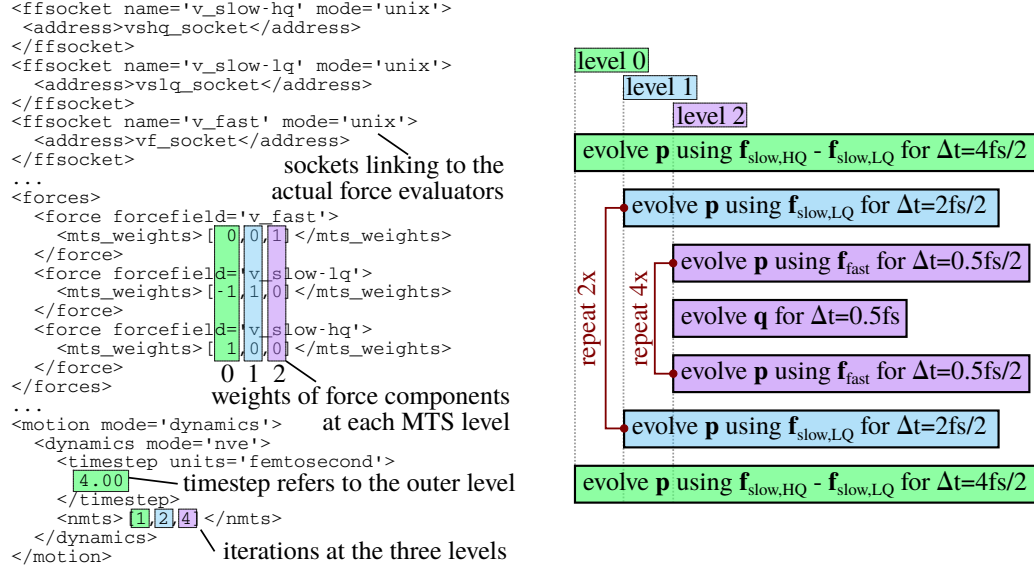 <ffsocket name='v_slow-hq' mode='unix'>
<address>vshq_socket</address>
</ffsocket>
<ffsocket name='v_slow-lq' mode='unix'>
<address>vslq_socket</address>
</ffsocket>
<ffsocket name='v_fast' mode='unix'>
<address>vf_socket</address>
</ffsocket>
sockets linking to the
actual force evaluators
...
<forces>
<force forcefield='v_fast'>
<mts_weights>[ 0,0,1]</mts_weights>
</force>
<force forcefield='v_slow-lq'>
<mts_weights>[-1,1,0]</mts_weights>
</force>
<force forcefield='v_slow-hq'>
<mts_weights>[ 1,0,0]</mts_weights>
</force>
</forces>
0 1 2
weights of force components
at each MTS level
...
<motion mode='dynamics'>
<dynamics mode='nve'>
<timestep units='femtosecond'>
4.00
timestep refers to the outer level
</timestep>
<nmts>[1,2,4]</nmts>
</dynamics>
iterations at the three levels
</motion>
level 0
level 1
level 2
evolve p using f_slow,HQ - f_slow,LQ for Δt=4fs/2
evolve p using f_slow,LQ for Δt=2fs/2
evolve p using f_fast for Δt=0.5fs/2
repeat 2x
repeat 4x
evolve q for Δt=0.5fs
evolve p using f_fast for Δt=0.5fs/2
evolve p using f_slow,LQ for Δt=2fs/2
evolve p using f_slow,HQ - f_slow,LQ for Δt=4fs/2